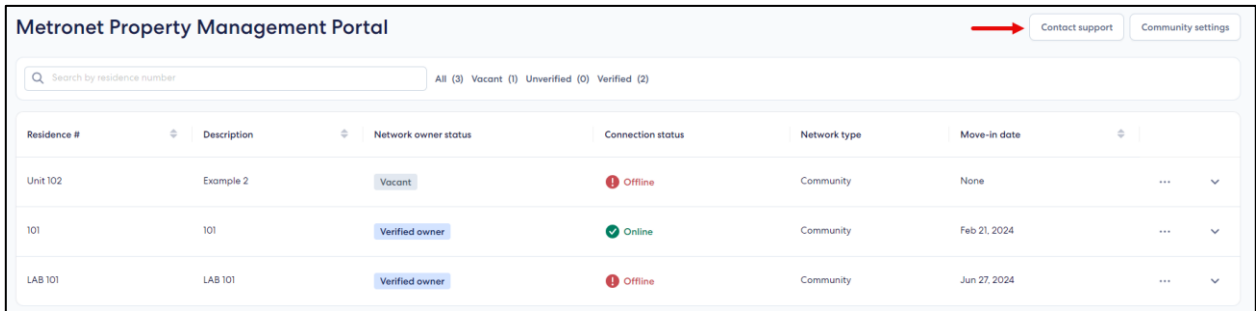 Metronet Property Management Portal
Contact support
Community settings
Search by residence number
All (3) Vacant (1) Unverified (0) Verified (2)
Residence # Description Network owner status Connection status Network type Move-in date
Unit 102 Example 2 Vacant Offline Community None
101 101 Verified owner Online Community Feb 21, 2024
LAB 101 LAB 101 Verified owner Offline Community Jun 27, 2024